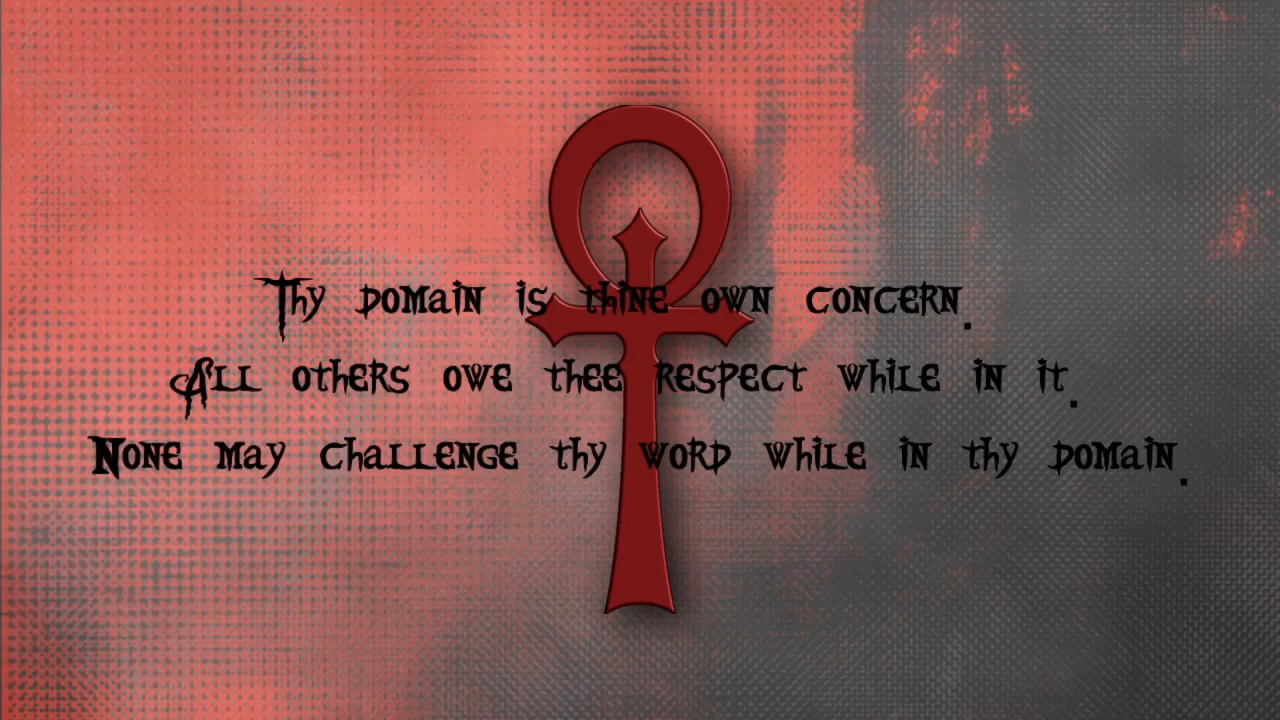 Thy domain is thine own concern.
All others owe thee respect while in it.
None may challenge thy word while in thy domain.